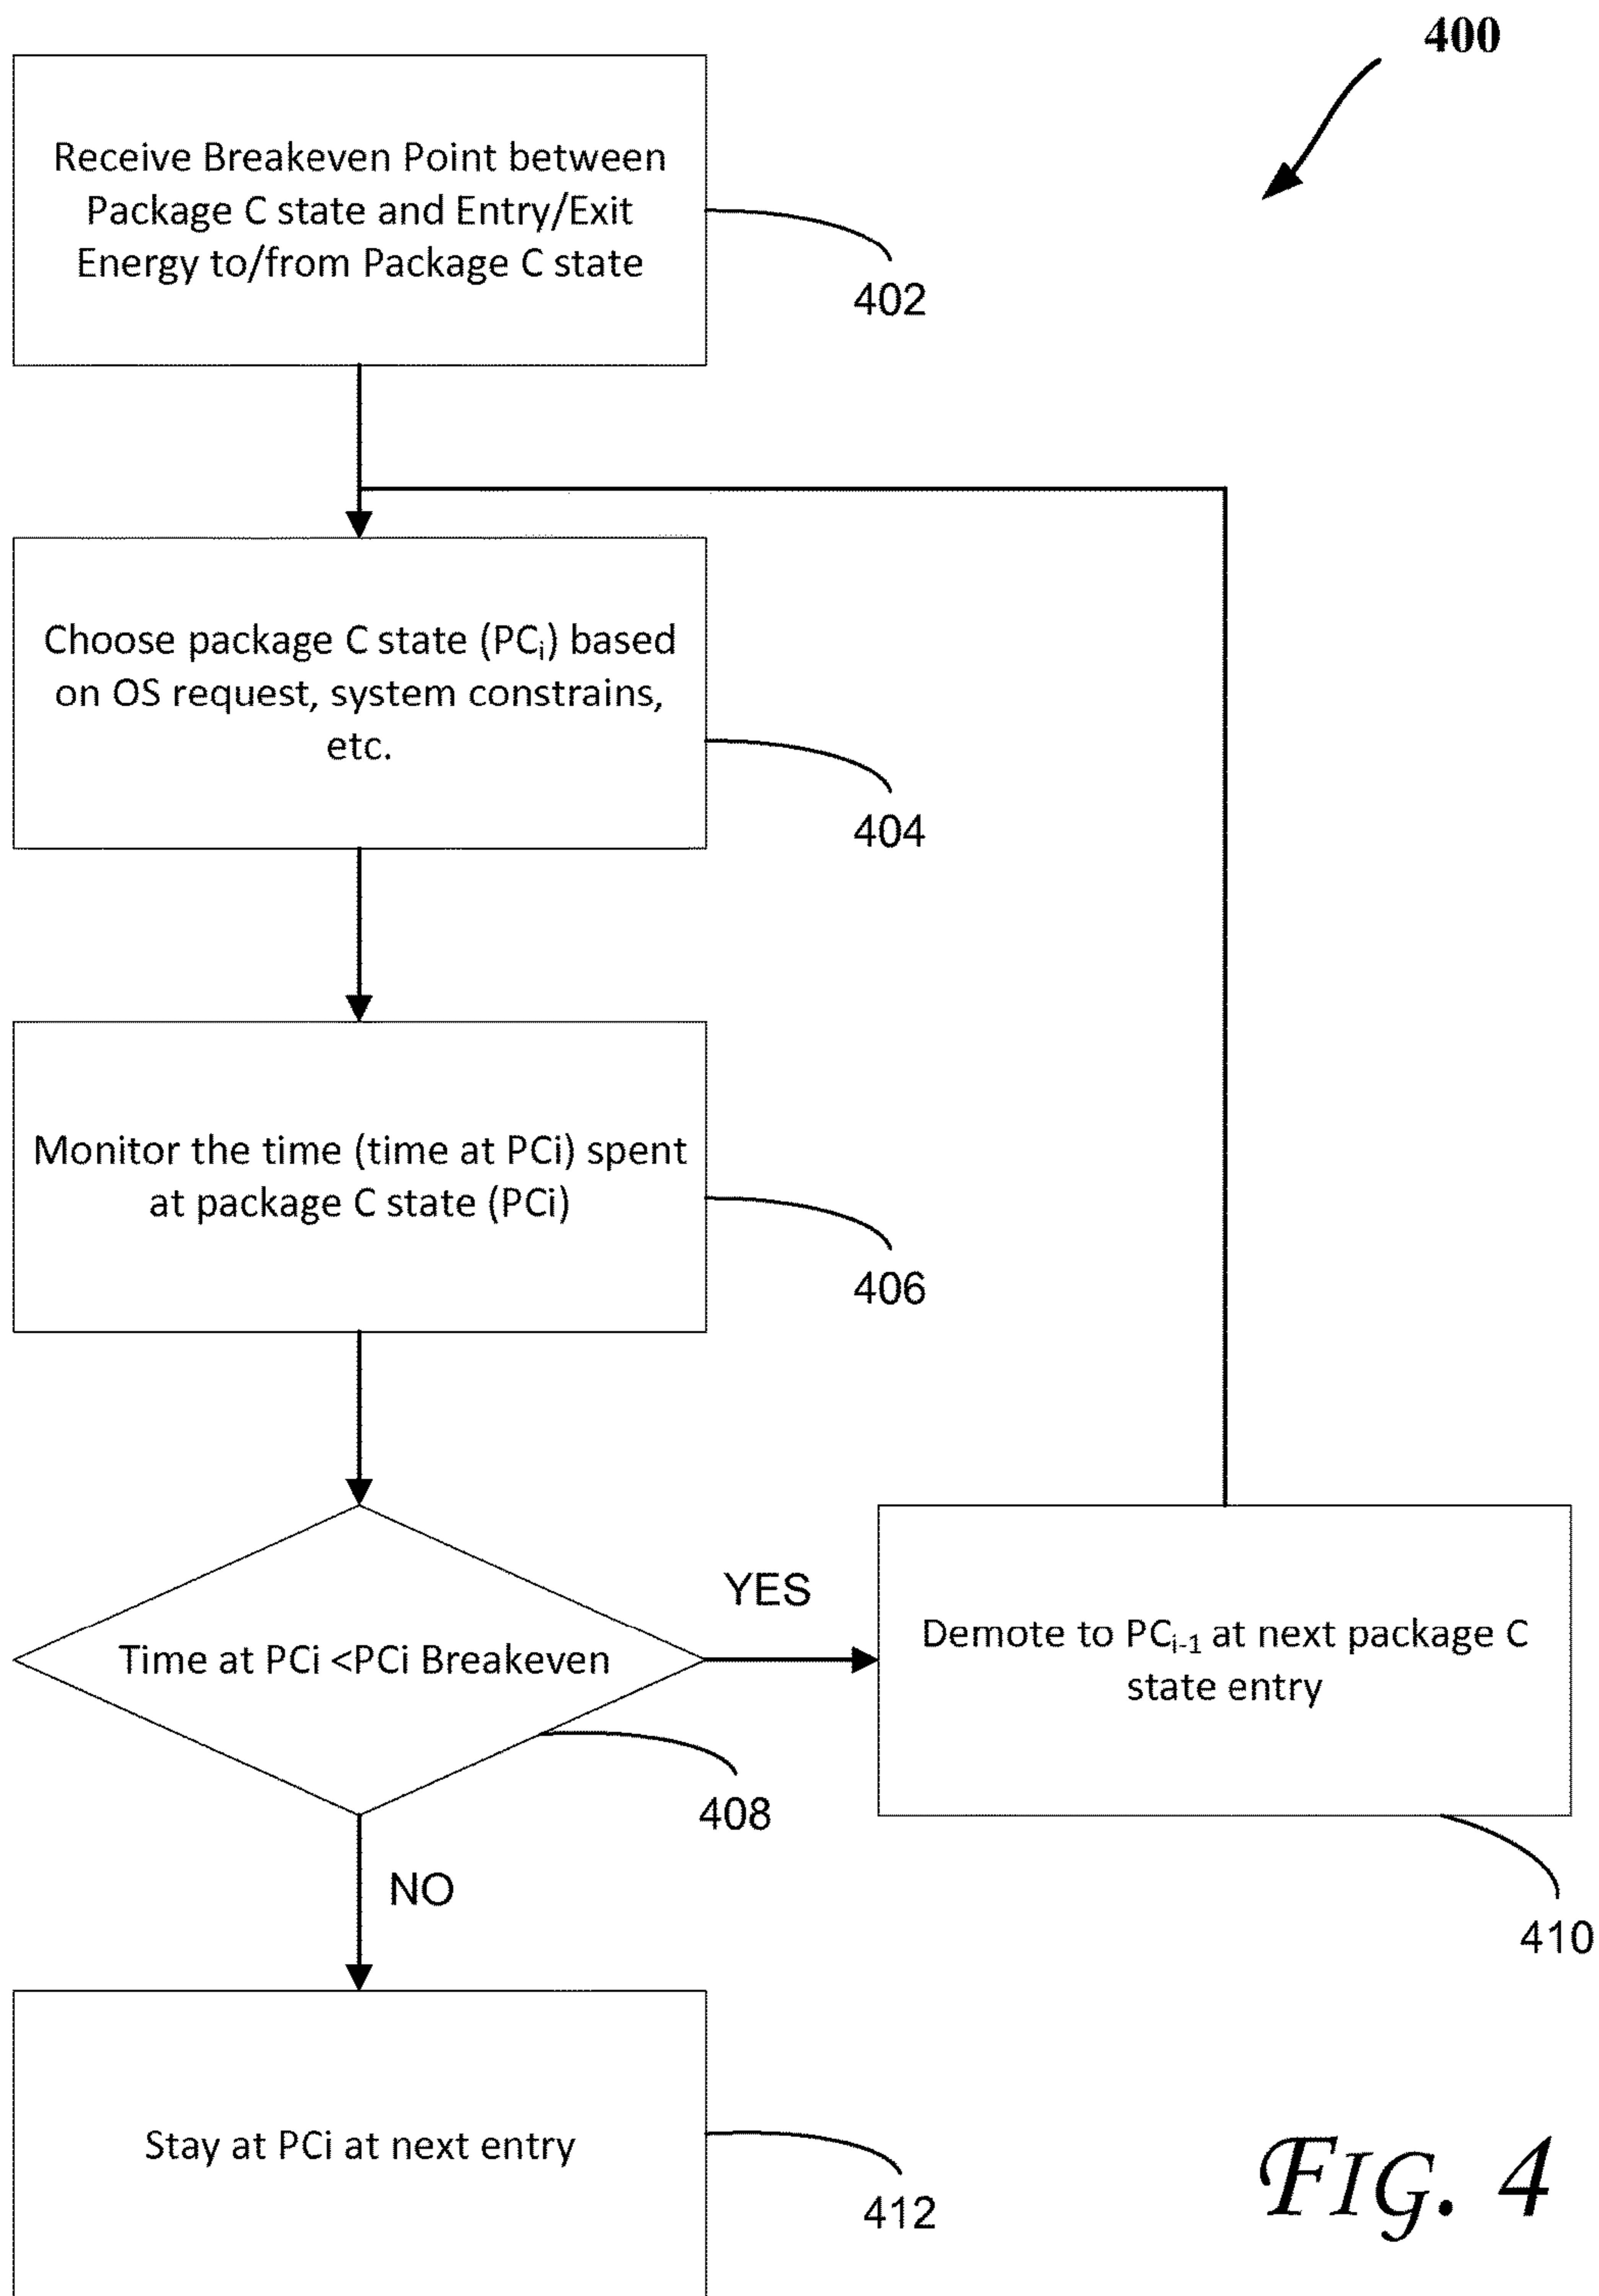 400
Receive Breakeven Point between
Package C state and Entry/Exit
Energy to/from Package C state
402
Choose package C state (PCi) based
on OS request, system constrains,
etc.
404
Monitor the time (time at PCi) spent
at package C state (PCi)
406
Time at PCi <PCi Breakeven
YES
408
Demote to PCi-1 at next package C
state entry
410
NO
Stay at PCi at next entry
412
FIG. 4